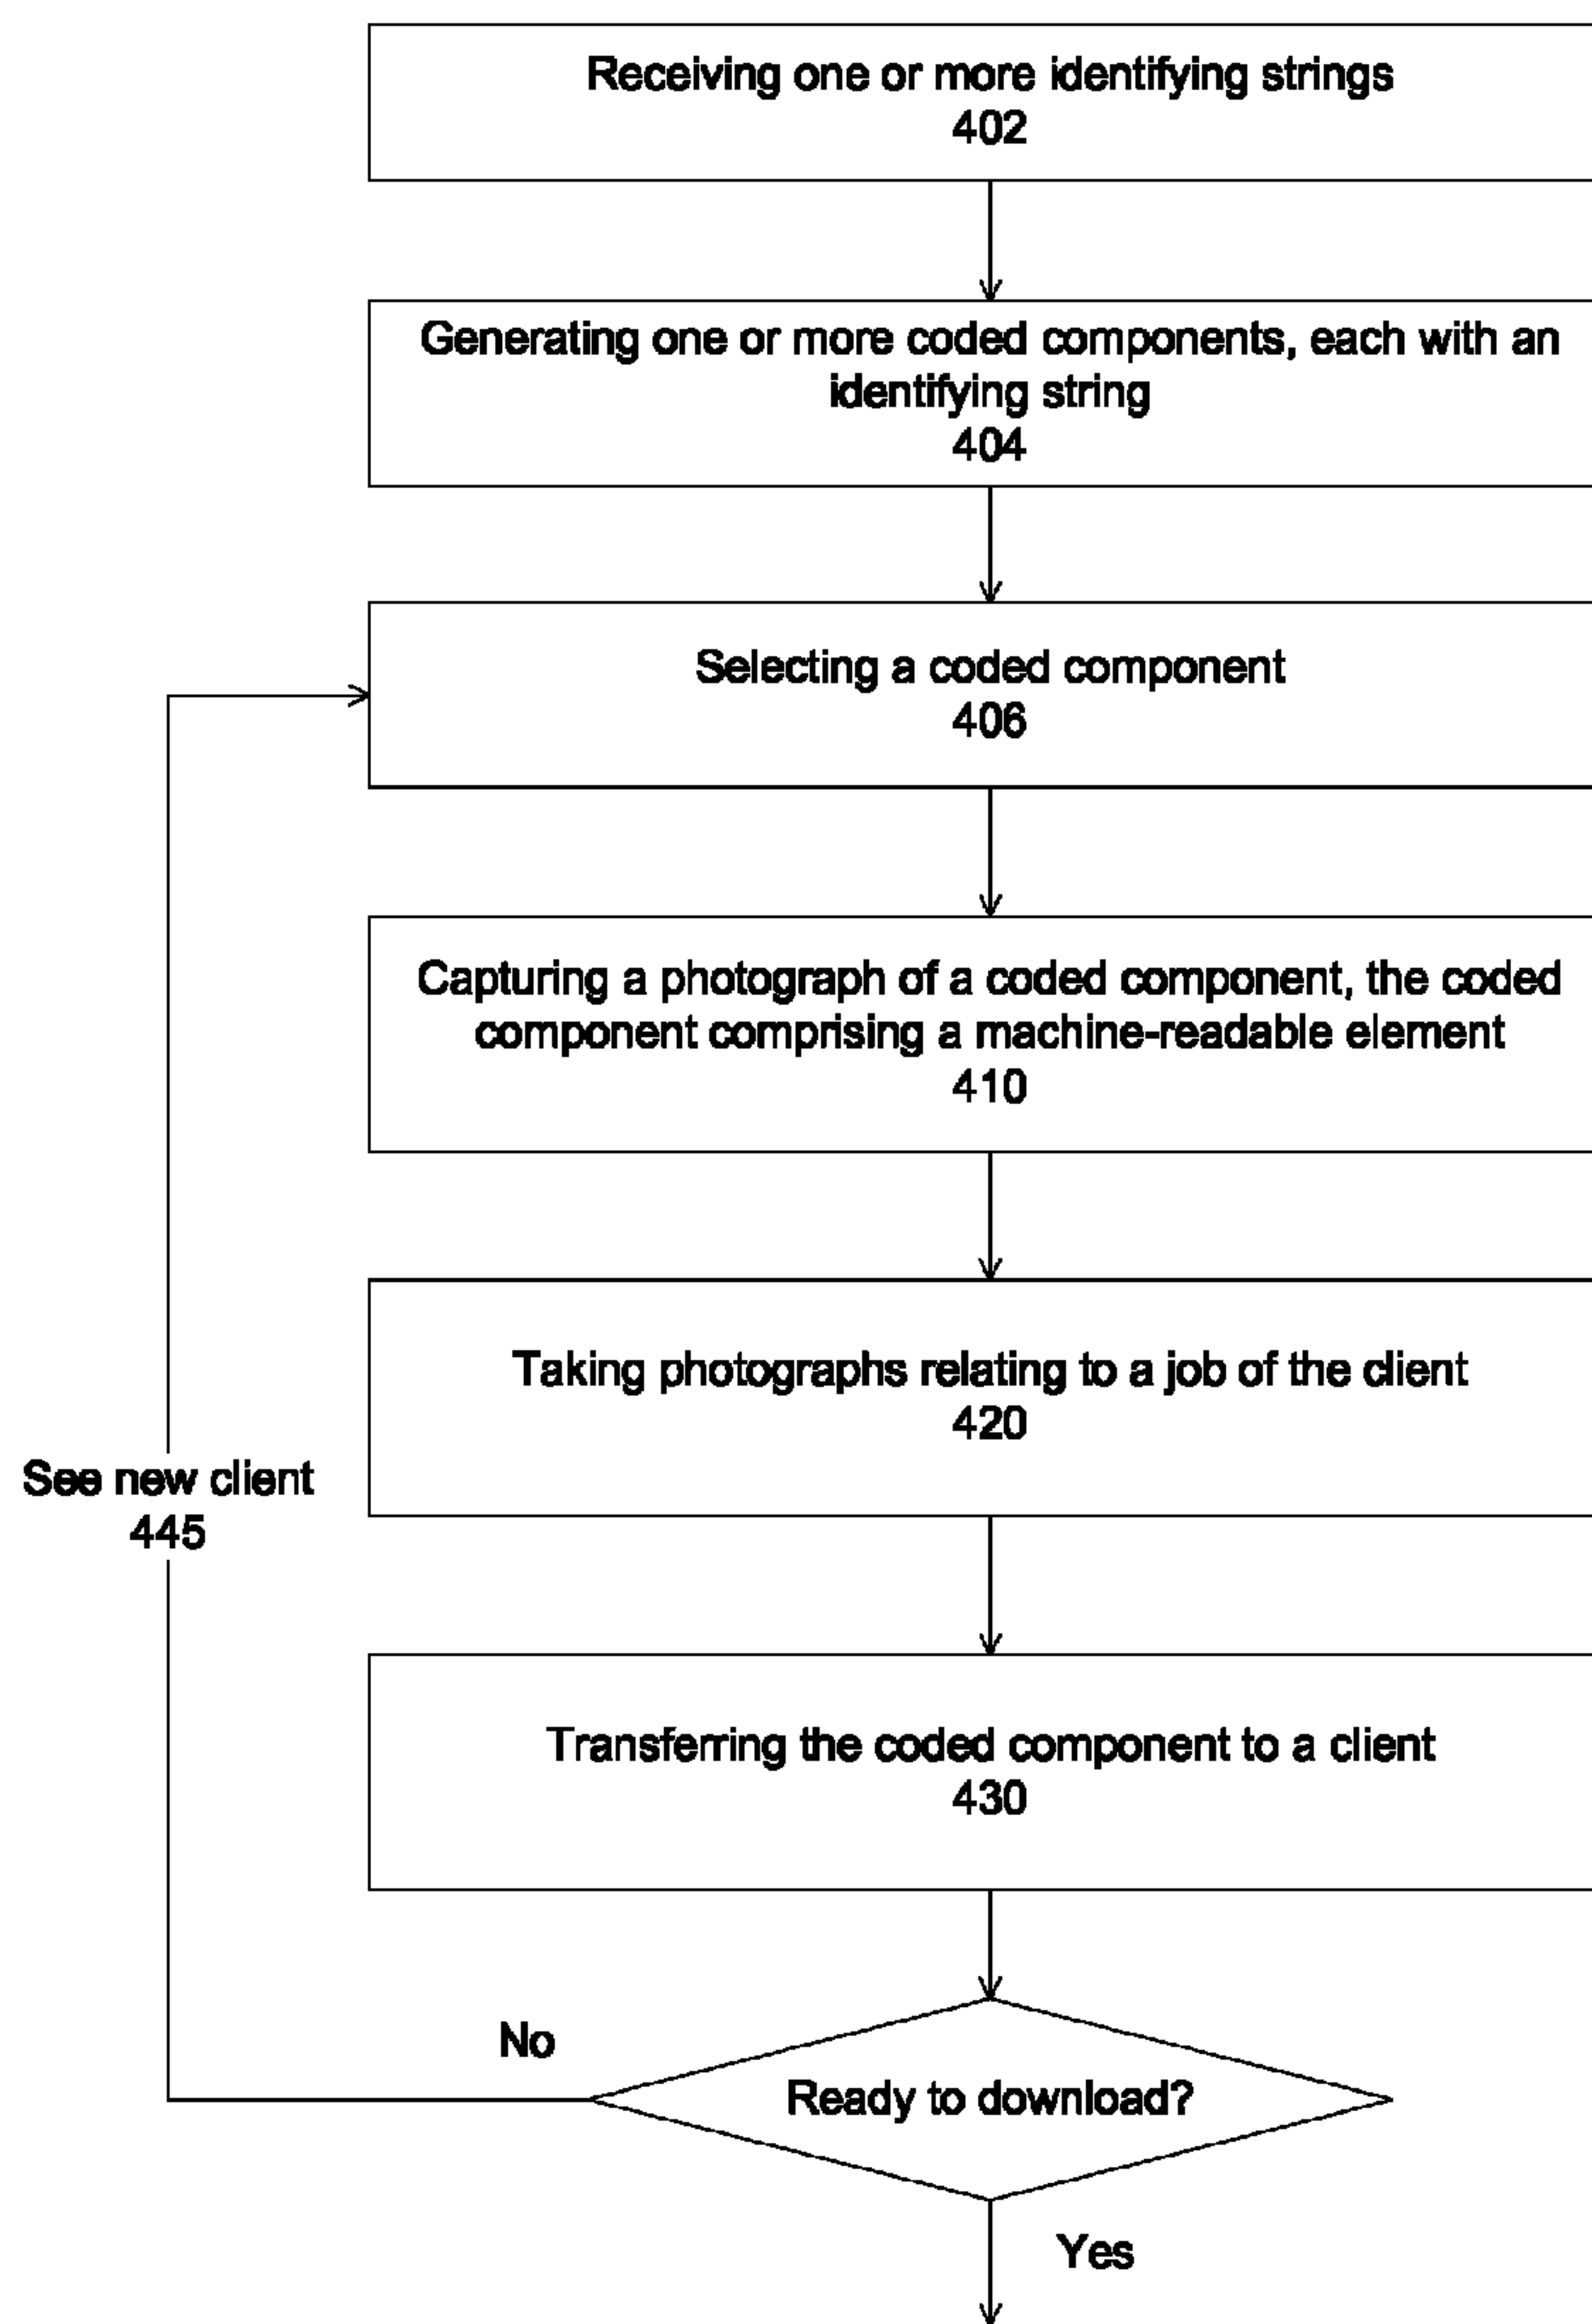 Receiving one or more identifying strings
402
Generating one or more coded components, each with an
identifying string
404
Selecting a coded component
406
Capturing a photograph of a coded component, the coded
component comprising a machine-readable element
410
Taking photographs relating to a job of the client
420
See new client
445
Transferring the coded component to a client
430
No
Ready to download?
Yes